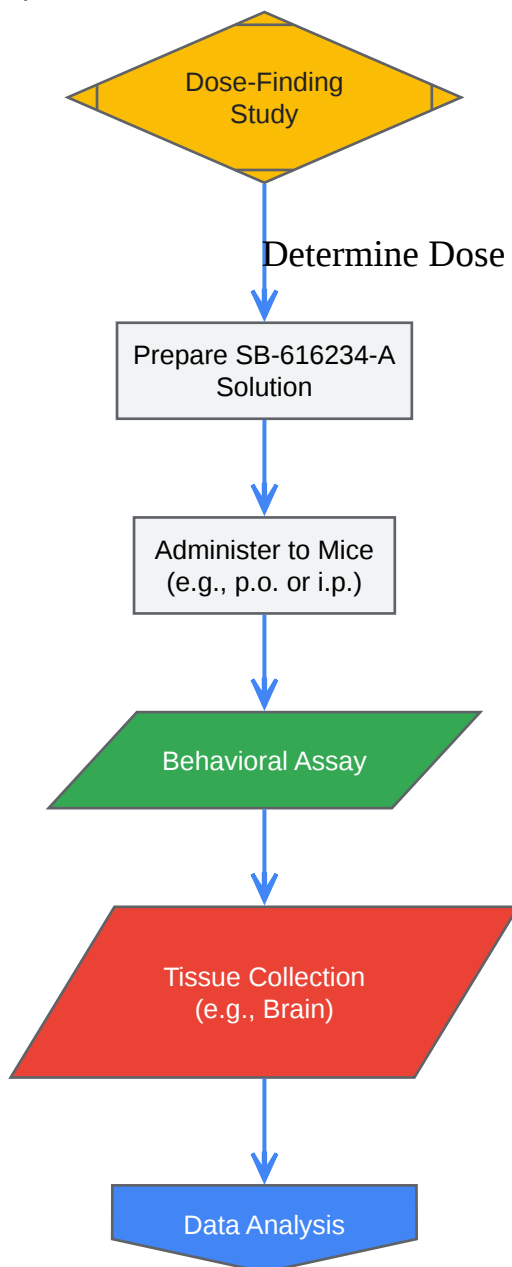 Dose-Finding
Study
Determine Dose
Prepare SB-616234-A
Solution
Administer to Mice
(e.g., p.o. or i.p.)
Behavioral Assay
Tissue Collection
(e.g., Brain)
Data Analysis